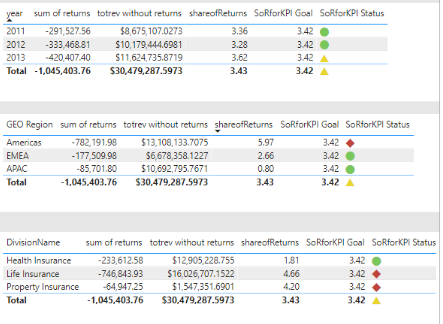 year sum of returns totrev without returns shareofReturns SoRforKPI Goal SoRforKPI Status
2011 -291,527.56 $8,675,107.0273 3.36 3.42
2012 -333,468.81 $10,179,444.6981 3.28 3.42
2013 -420,407.40 $11,624,735.8719 3.62 3.42
Total -1,045,403.76 $30,479,287.5973 3.43 3.42
GEO Region sum of returns totrev without returns shareofReturns SoRforKPI Goal SoRforKPI Status
Americas -782,191.98 $13,108,133.7075 5.97 3.42
EMEA -177,509.98 $6,678,358.1227 2.66 3.42
APAC -85,701.80 $10,692,795.7671 0.80 3.42
Total -1,045,403.76 $30,479,287.5973 3.43 3.42
DivisionName sum of returns totrev without returns shareofReturns SoRforKPI Goal SoRforKPI Status
Health Insurance -233,612.58 $12,905,228.755 1.81 3.42
Life Insurance -746,843.93 $16,026,707.1522 4.66 3.42
Property Insurance -64,947.25 $1,547,351.6901 4.20 3.42
Total -1,045,403.76 $30,479,287.5973 3.43 3.42